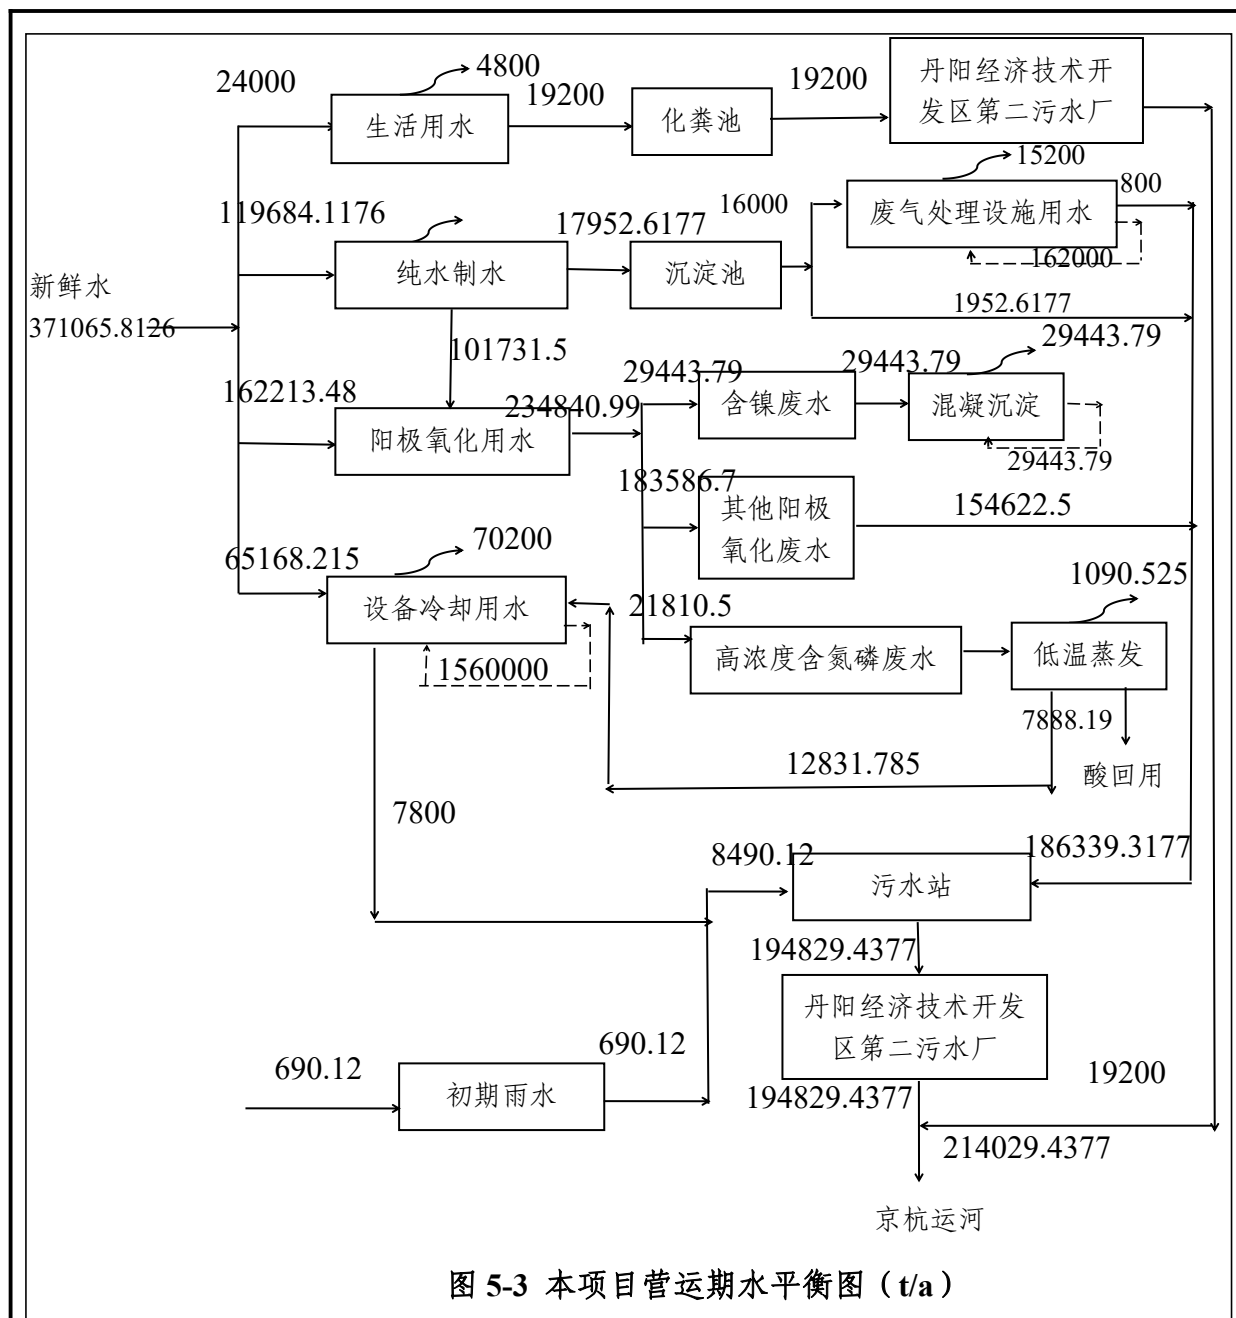 24000
4800
19200
19200
丹阳经济技术开
发区第二污水厂
生活用水
化粪池
15200
800
119684.1176
17952.6177
16000
废气处理设施用水
162000
纯水制水
沉淀池
新鲜水
371065.8126
1952.6177
101731.5
29443.79
29443.79
29443.79
162213.48
234840.99
含镍废水
混凝沉淀
阳极氧化用水
29443.79
183586.7
其他阳极
氧化废水
154622.5
65168.215
70200
1090.525
设备冷却用水
21810.5
1560000
高浓度含氮磷废水
低温蒸发
7888.19
酸回用
12831.785
7800
8490.12
186339.3177
污水站
194829.4377
丹阳经济技术开发
区第二污水厂
690.12
690.12
初期雨水
194829.4377
19200
214029.4377
京杭运河
图 5-3 本项目营运期水平衡图（t/a）